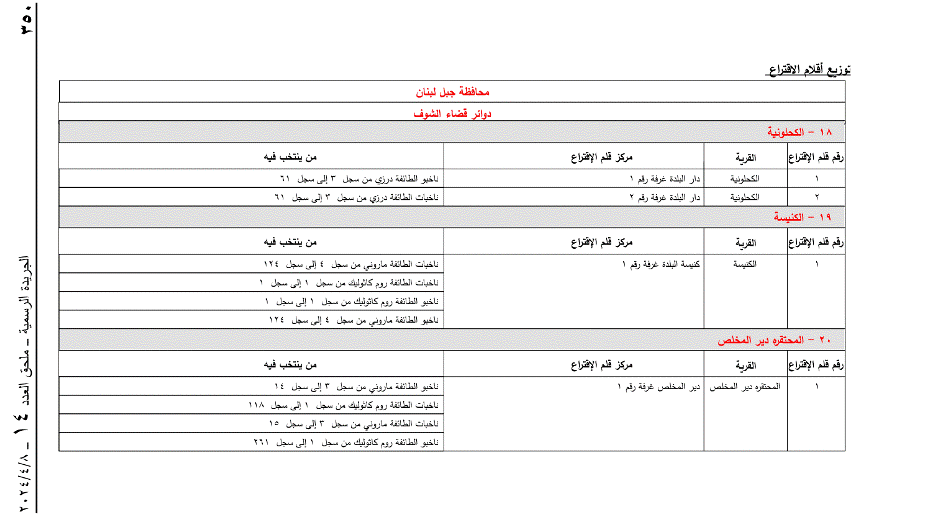 ٣٥٠
الجريدة الرسمية – ملحق العدد ١٤ – ٢٠٢٤/٤/٨
توزيع أقلام الإقتراع
محافظة جبل لبنان
دوائر قضاء الشوف
١٨ - الكحلونية
رقم قلم الإقتراع القرية مركز قلم الإقتراع من ينتخب فيه
١ الكحلونية دار البلدة غرفة رقم ١ ناخبو الطائفة درزي من سجل ٣ إلى سجل ٦١
٢ الكحلونية دار البلدة غرفة رقم ٢ ناخبات الطائفة درزي من سجل ٣ إلى سجل ٦١
١٩ - الكنيسة
رقم قلم الإقتراع القرية مركز قلم الإقتراع من ينتخب فيه
١ الكنيسة كنيسة البلدة غرفة رقم ١ ناخبات الطائفة ماروني من سجل ٤ إلى سجل ١٢٤
ناخبات الطائفة روم كاثوليك من سجل ١ إلى سجل ١
ناخبو الطائفة روم كاثوليك من سجل ١ إلى سجل ١
ناخبو الطائفة ماروني من سجل ٤ إلى سجل ١٢٤
٢٠ - المحتقره دير المخلص
رقم قلم الإقتراع القرية مركز قلم الإقتراع من ينتخب فيه
١ المحتقره دير المخلص دير المخلص غرفة رقم ١ ناخبو الطائفة ماروني من سجل ٣ إلى سجل ١٤
ناخبات الطائفة روم كاثوليك من سجل ١ إلى سجل ١١٨
ناخبات الطائفة ماروني من سجل ٣ إلى سجل ١٥
ناخبو الطائفة روم كاثوليك من سجل ١ إلى سجل ٢٦١